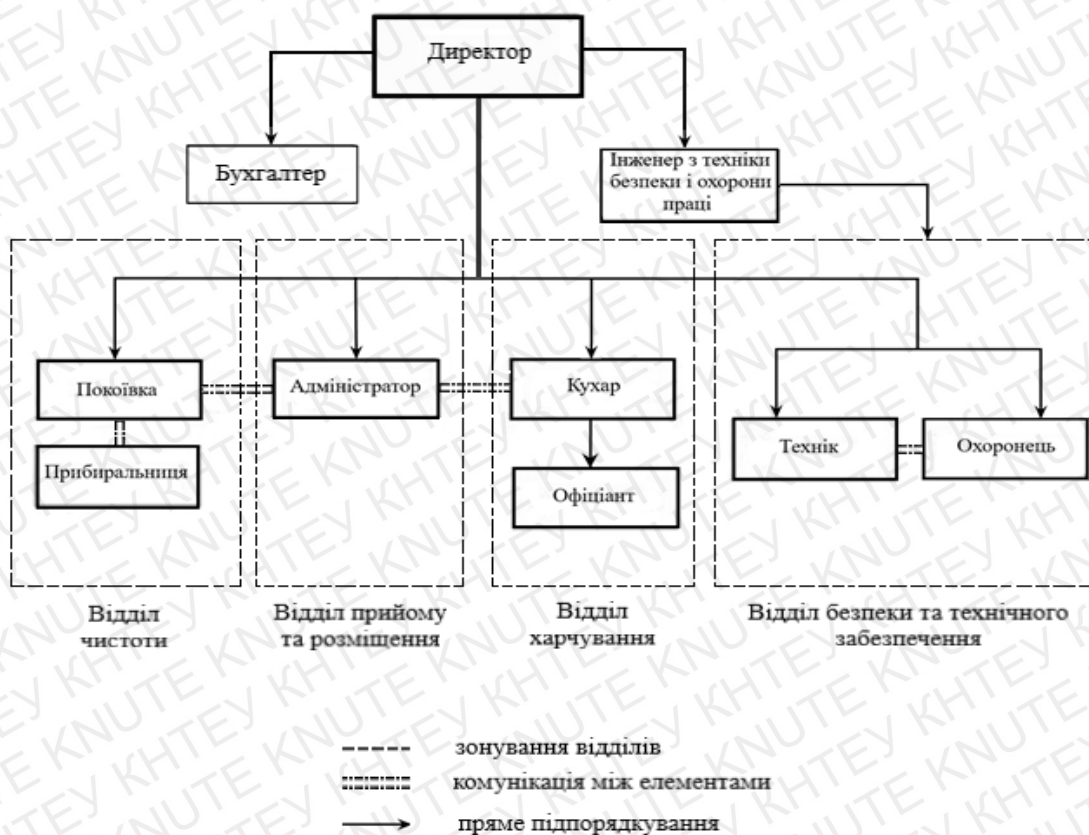 Директор
Бухгалтер
Інженер з техніки
безпеки і охорони
праці
Покоївка
Адміністратор
Кухар
Прибиральниця
Офіціант
Технік
Охоронець
Відділ
чистоти
Відділ прийому
та розміщення
Відділ
харчування
Відділ безпеки та технічного
забезпечення
зонування відділів
комунікація між елементами
пряме підпорядкування